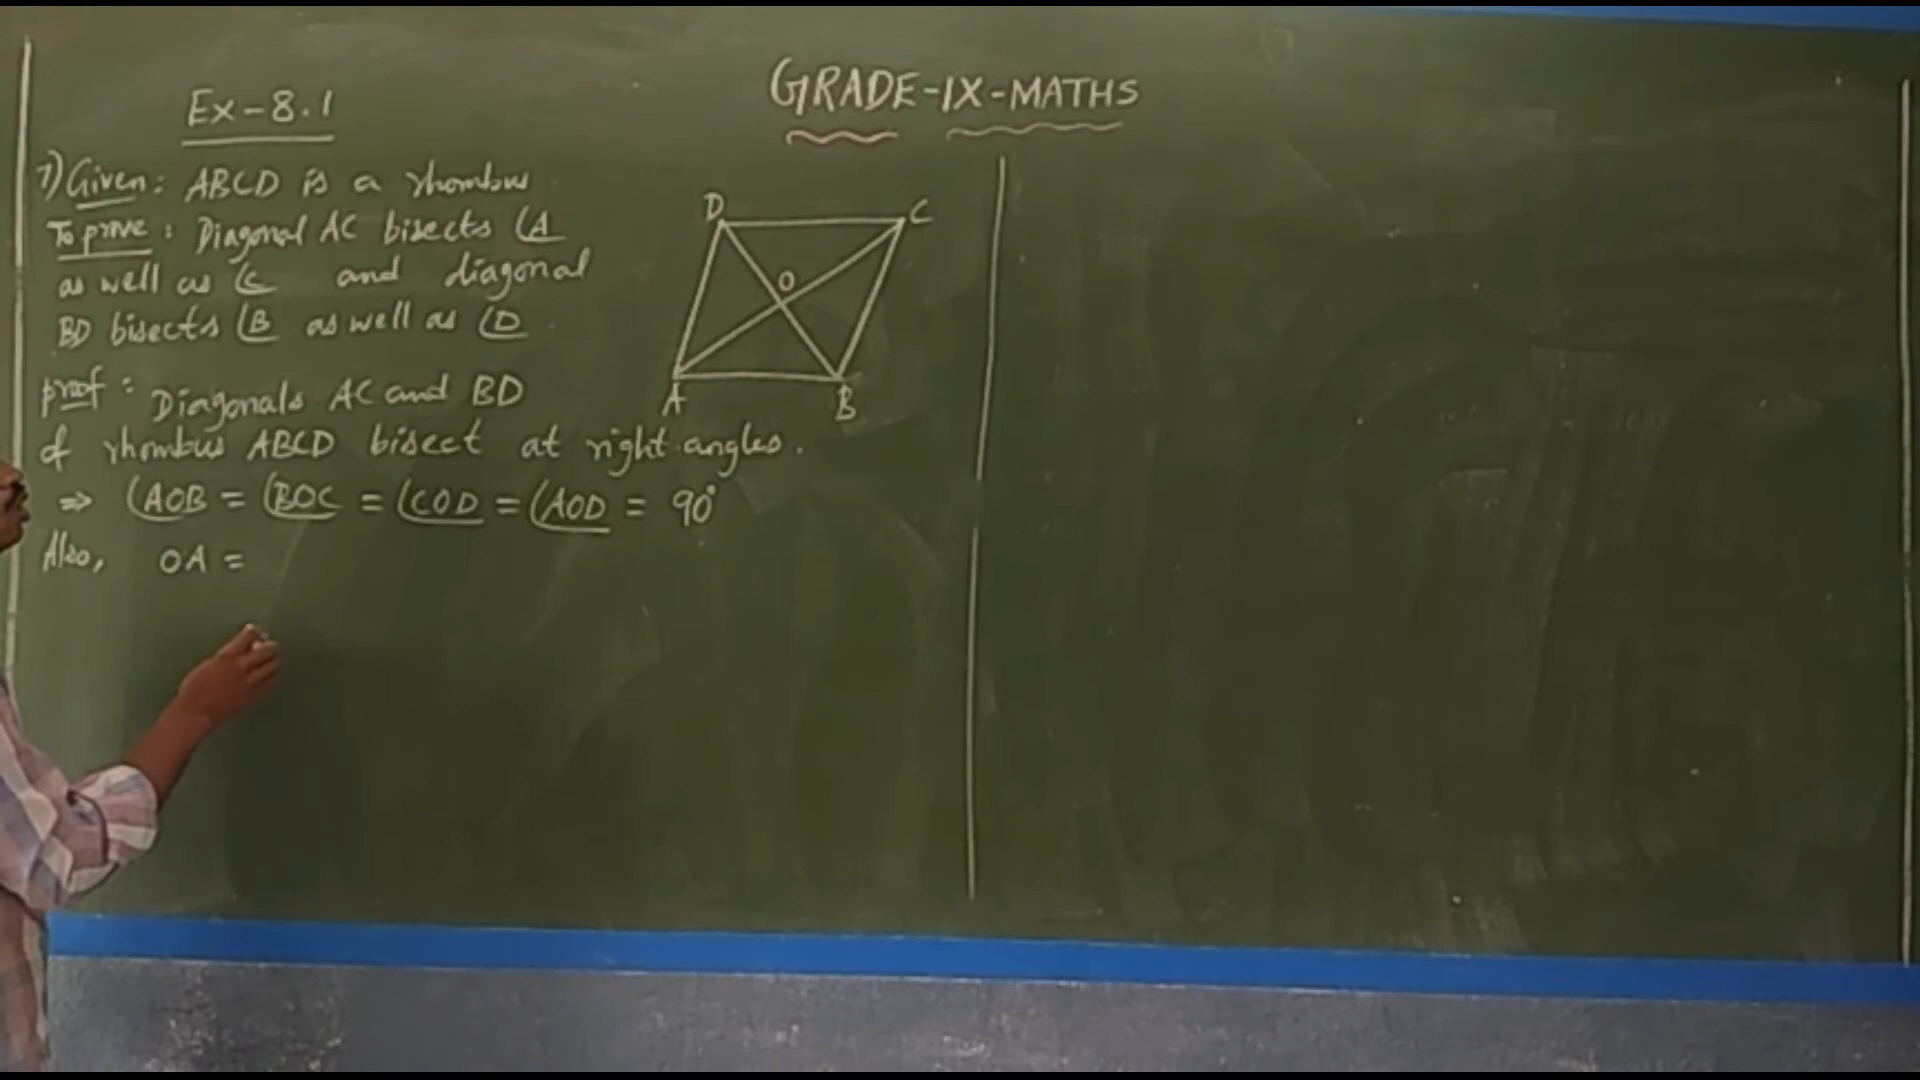 GRADE-IX-MATHS
Ex-8.1
7) Given: ABCD is a rhombus
To prove: Diagonal AC bisects ∠A
as well as ∠C and diagonal
BD bisects ∠B as well as ∠D.
proof: Diagonals AC and BD
of rhombus ABCD bisect at right angles.
⇒ ∠AOB = ∠BOC = ∠COD = ∠AOD = 90°
Also, OA =
D C
O
A B